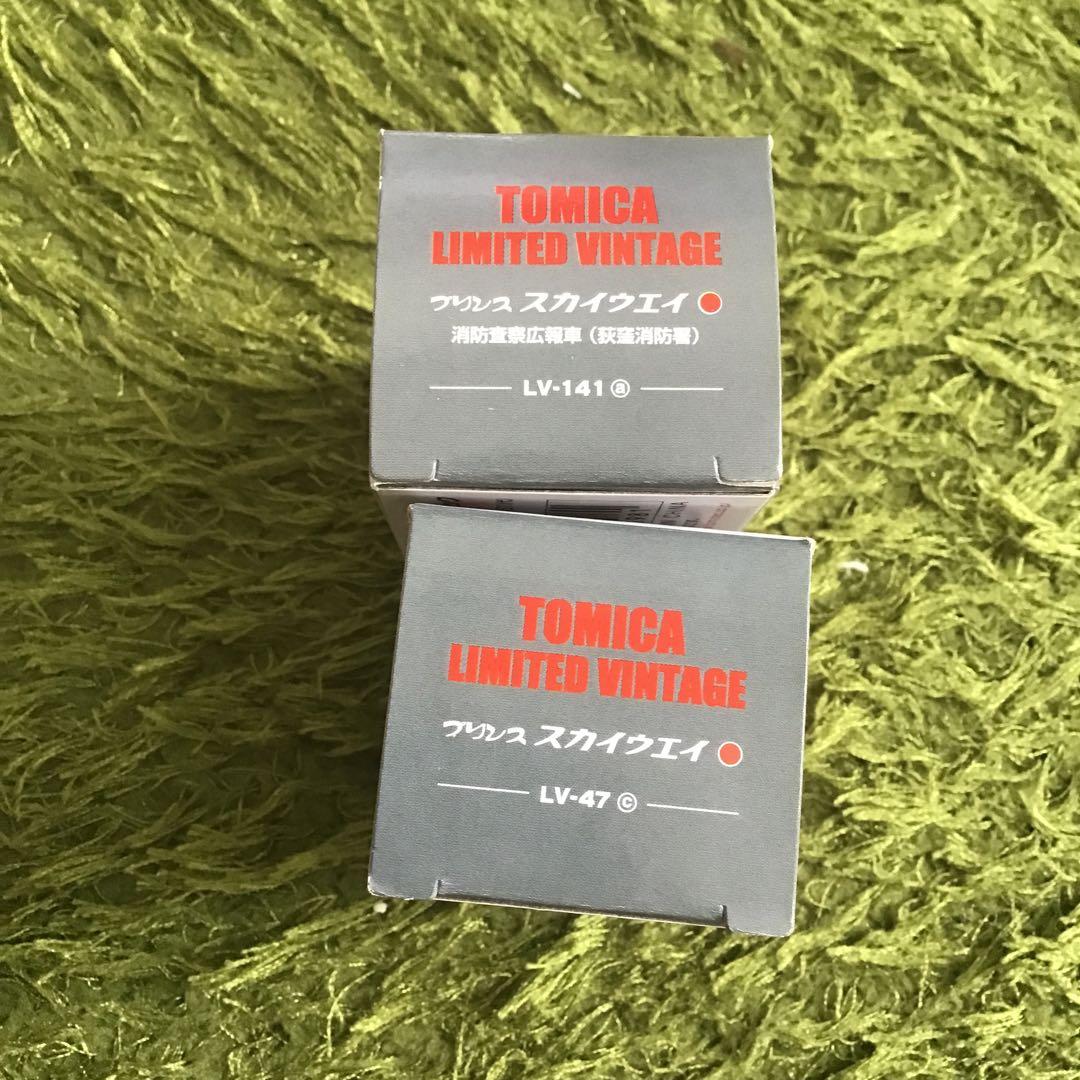 TOMICA
LIMITED VINTAGE
プリンス スカイウエイ
消防査察広報車（荻窪消防署）
LV-141 ⓐ
TOMICA
LIMITED VINTAGE
プリンス スカイウエイ
LV-47 ⓒ